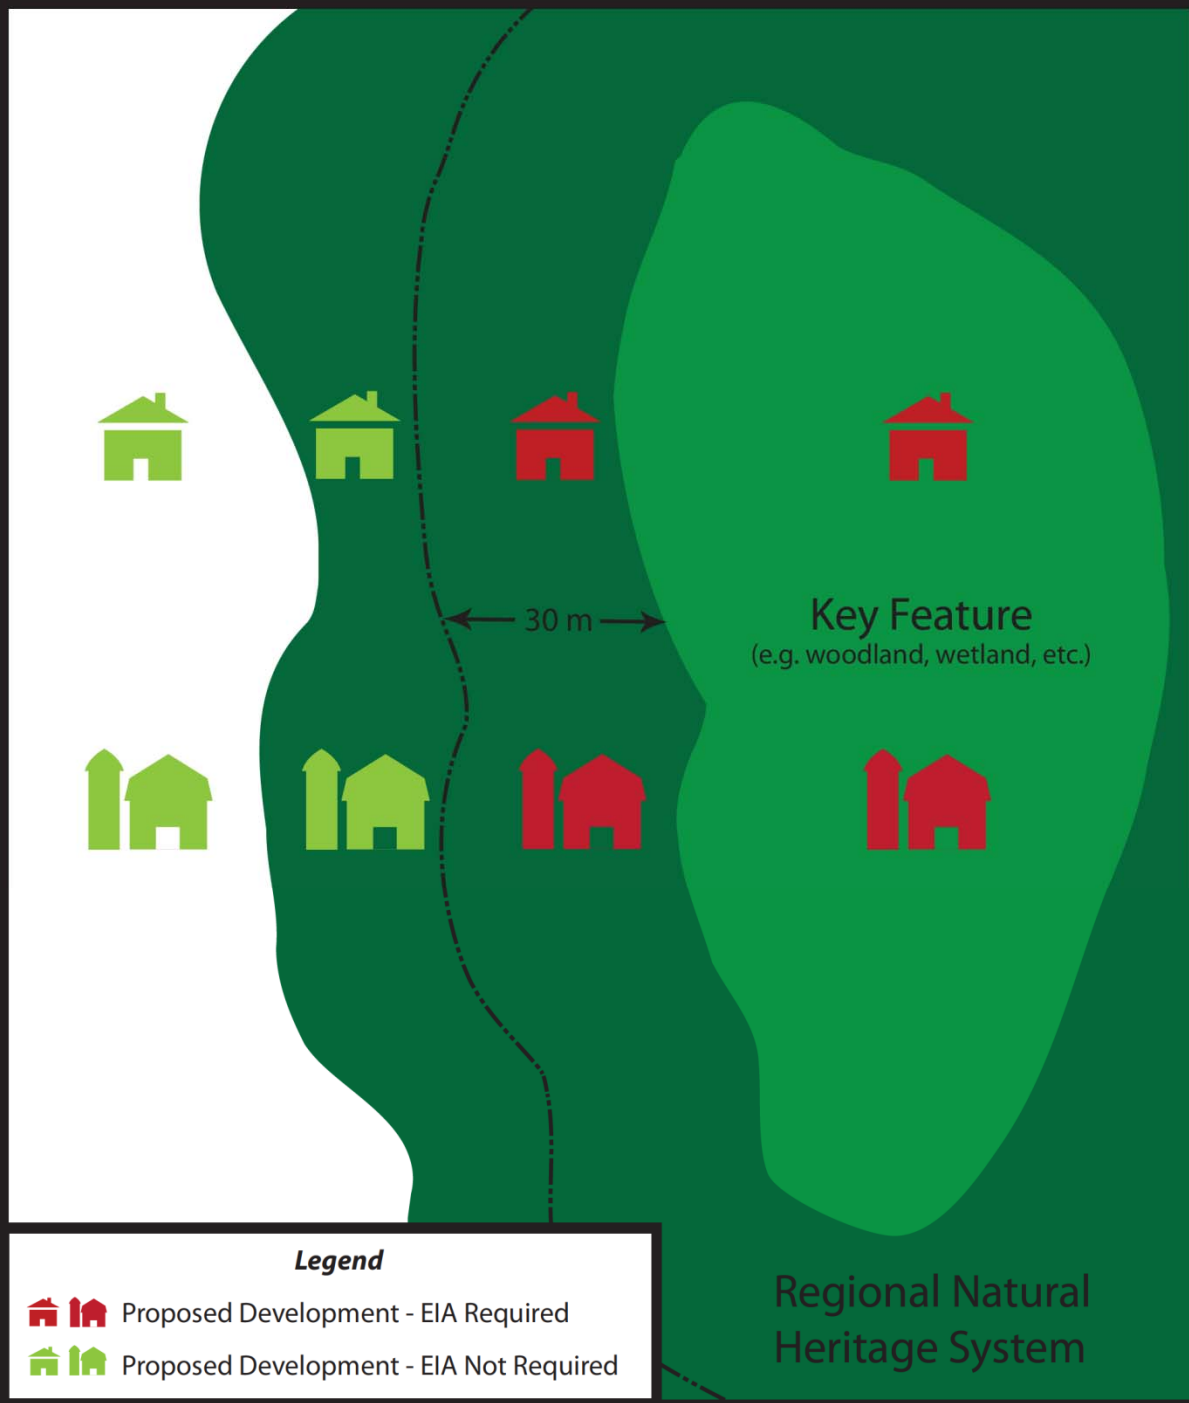 30 m
Key Feature
(e.g. woodland, wetland, etc.)
Regional Natural
Heritage System
Legend
Proposed Development - EIA Required
Proposed Development - EIA Not Required